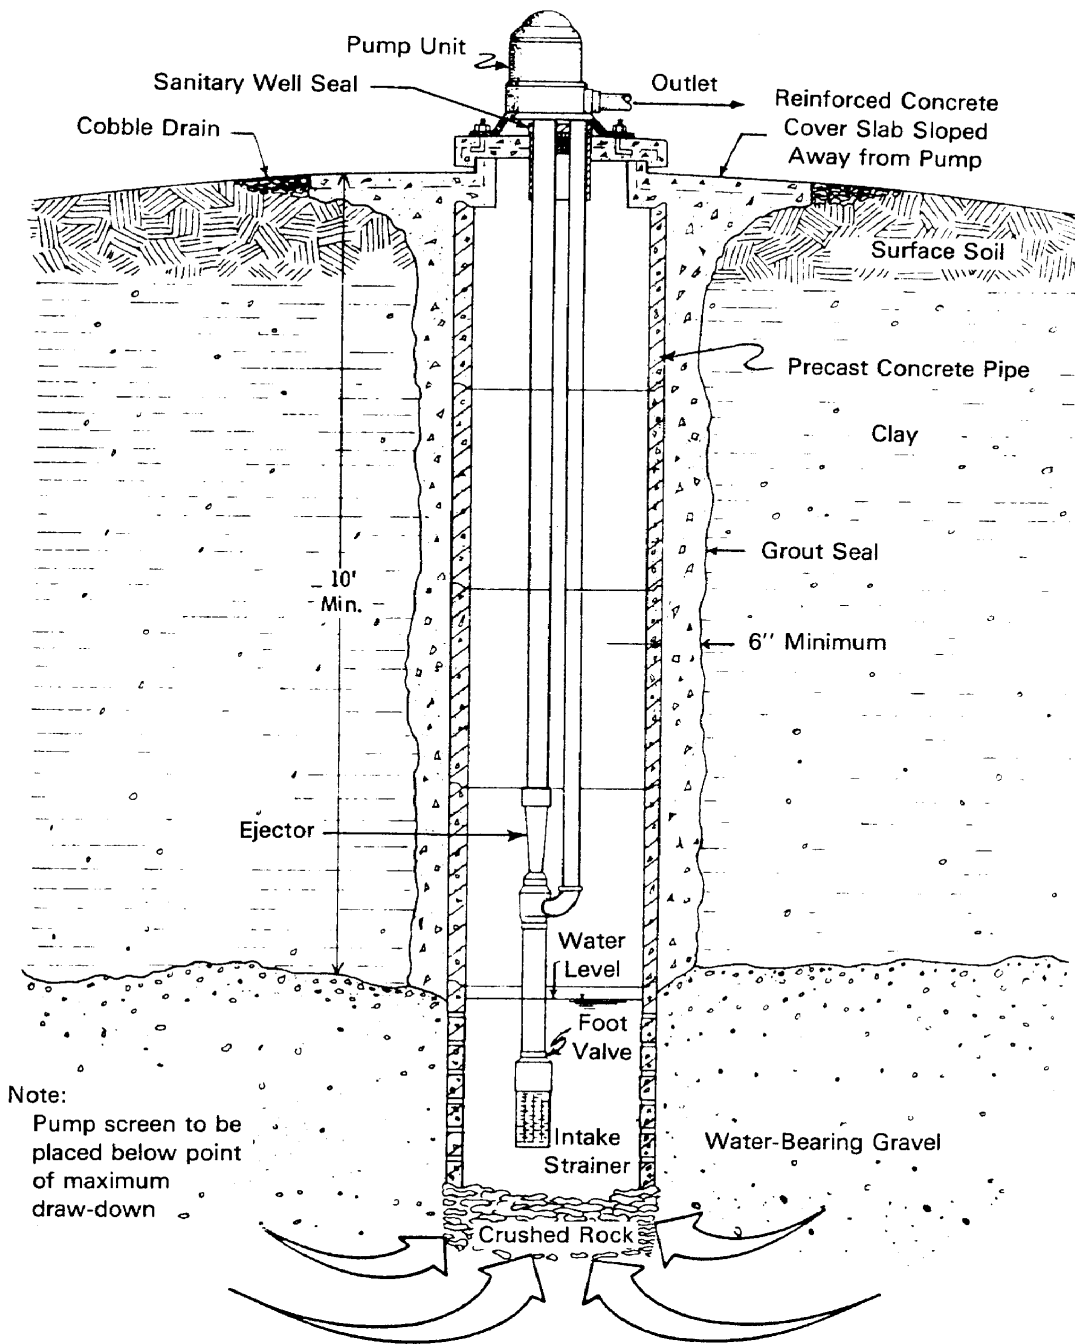 Pump Unit
Sanitary Well Seal
Outlet
Cobble Drain
Reinforced Concrete
Cover Slab Sloped
Away from Pump
Surface Soil
Precast Concrete Pipe
Clay
Grout Seal
10'
Min.
6'' Minimum
Ejector
Water
Level
Foot
Valve
Note:
Pump screen to be
placed below point
of maximum
draw-down
Intake
Strainer
Water-Bearing Gravel
Crushed Rock